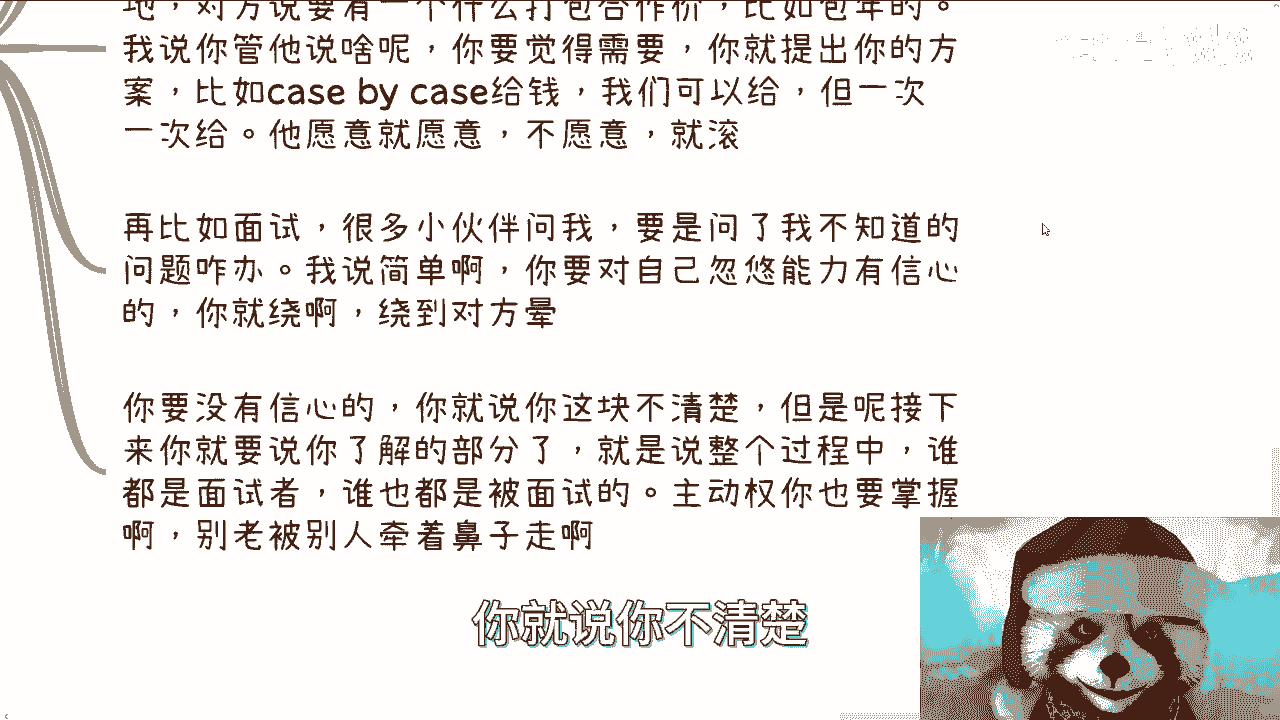 地，对方说要有一个什么打包合作价，比如包年的。
我说你管他说啥呢，你要觉得需要，你就提出你的方
案，比如case by case给钱，我们可以给，但一次
一次给。他愿意就愿意，不愿意，就滚
再比如面试，很多小伙伴问我，要是问了我不知道的
问题咋办。我说简单啊，你要对自己忽悠能力有信心
的，你就绕啊，绕到对方晕
你要没有信心的，你就说你这块不清楚，但是呢接下
来你就要说你了解的部分了，就是说整个过程中，谁
都是面试者，谁也都是被面试的。主动权你也要掌握
啊，别老被别人牵着鼻子走啊
你就说你不清楚